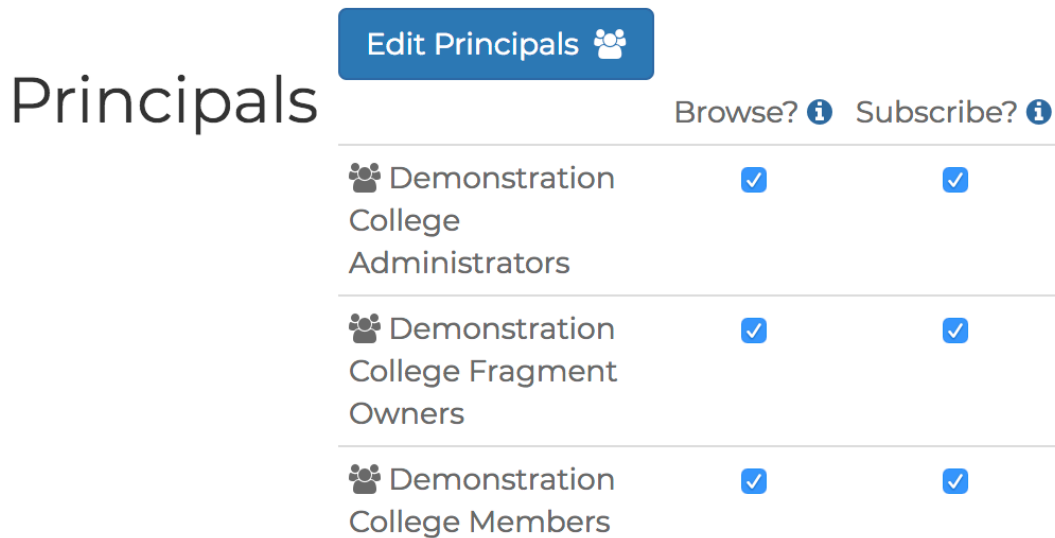 Edit Principals
Principals
Browse? Subscribe?
Demonstration
College
Administrators
Demonstration
College Fragment
Owners
Demonstration
College Members